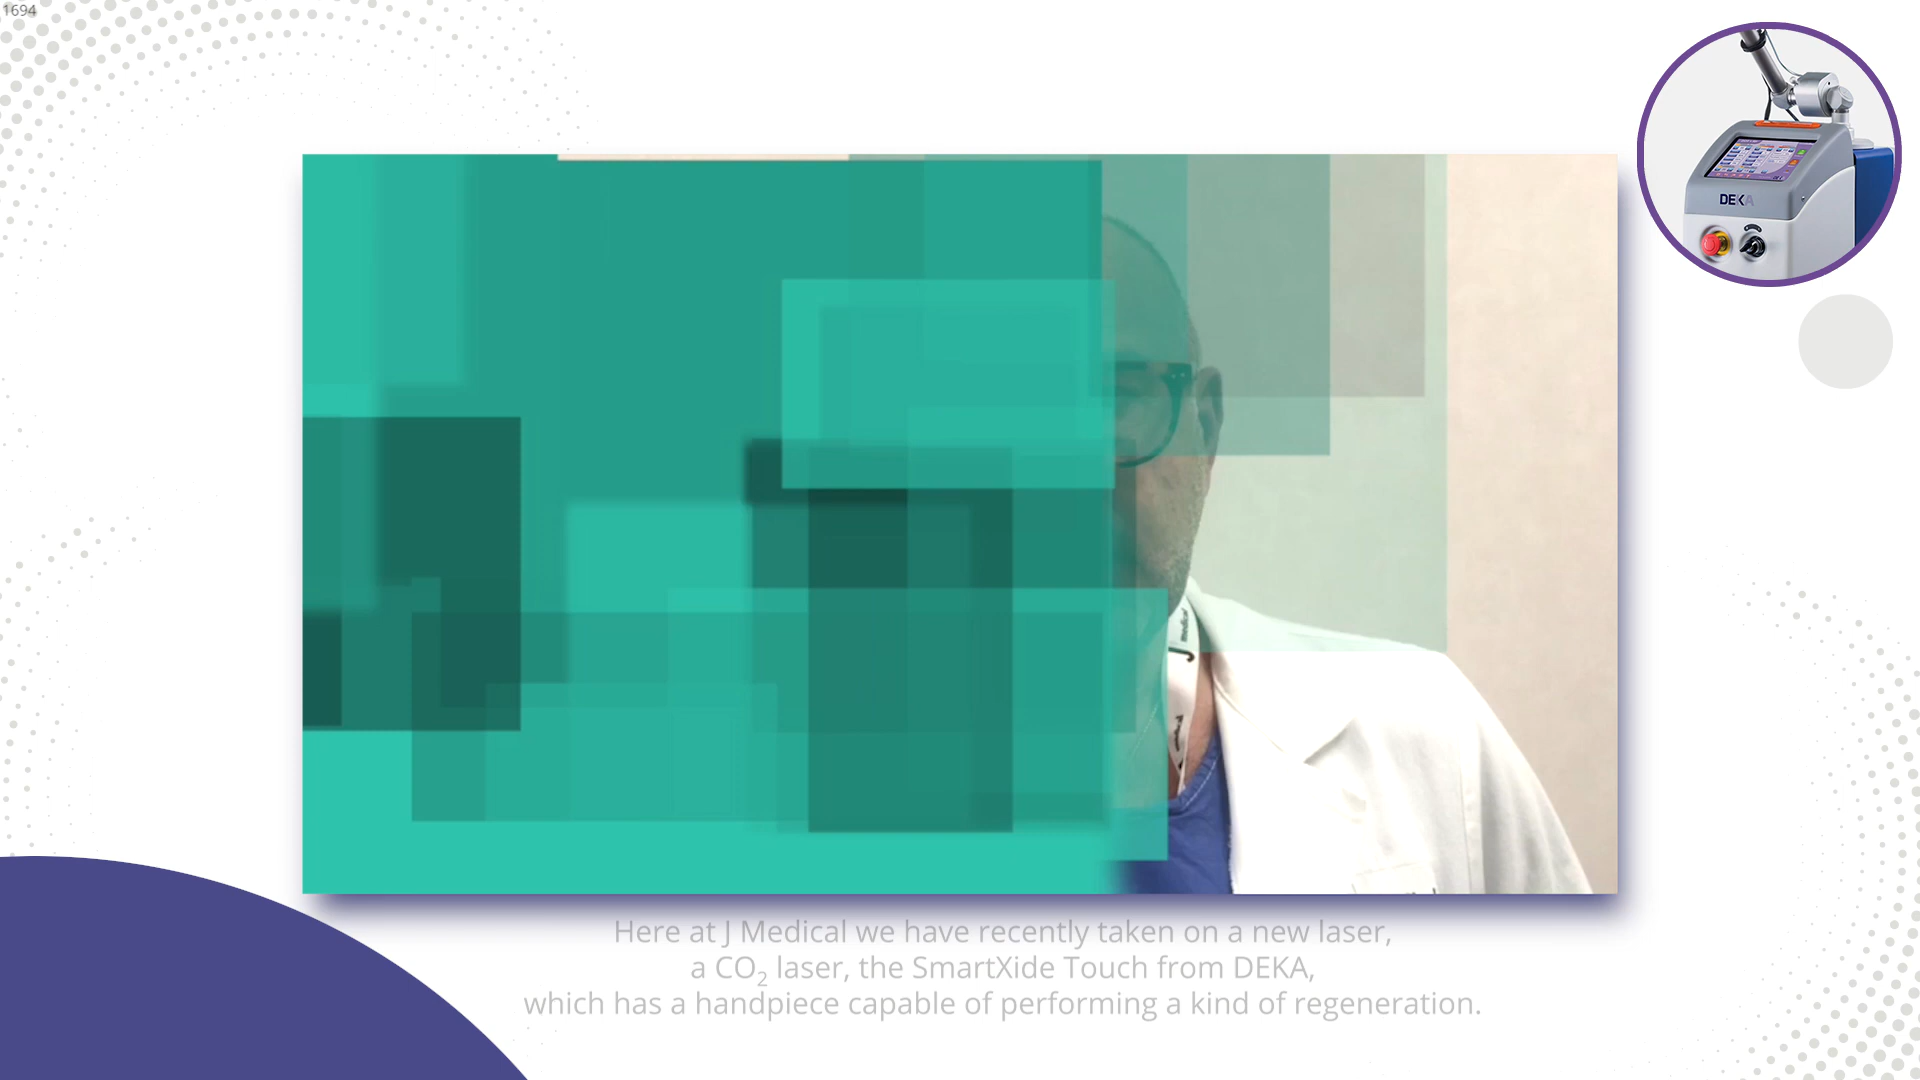 1694
DEKA
medical
J
Here at J Medical we have recently taken on a new laser,
a CO₂ laser, the SmartXide Touch from DEKA,
which has a handpiece capable of performing a kind of regeneration.